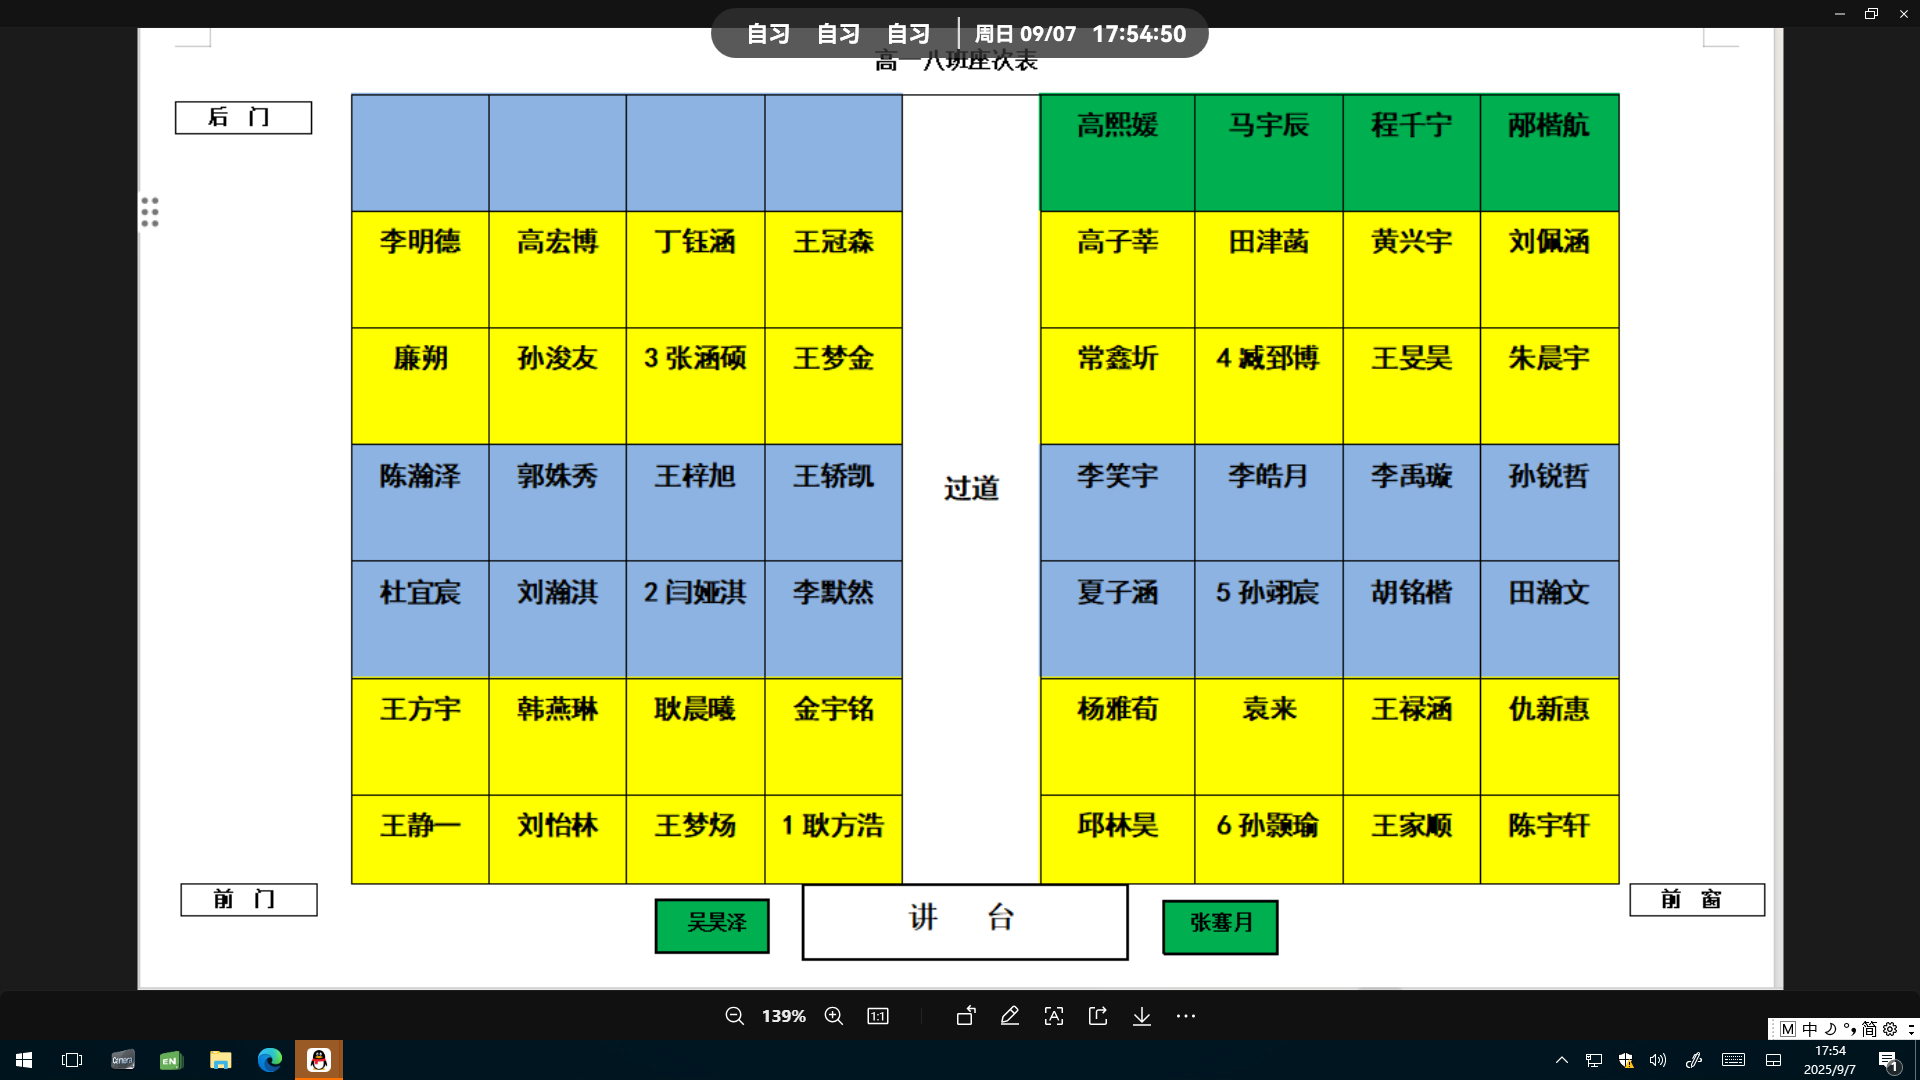 自习 自习 自习 周日 09/07 17:54:50
高一八班座次表
后 门
高熙媛 马宇辰 程千宁 邴楷航
李明德 高宏博 丁钰涵 王冠森 高子莘 田津菡 黄兴宇 刘佩涵
廉朔 孙浚友 3 张涵硕 王梦金 常鑫圻 4 臧郅博 王旻昊 朱晨宇
陈瀚泽 郭姝秀 王梓旭 王轿凯 过道 李笑宇 李皓月 李禹璇 孙锐哲
杜宜宸 刘瀚淇 2 闫娅淇 李默然 夏子涵 5 孙翊宸 胡铭楷 田瀚文
王方宇 韩燕琳 耿晨曦 金宇铭 杨雅荀 袁来 王禄涵 仇新惠
王静一 刘怡林 王梦炀 1 耿方浩 邱林昊 6 孙颢瑜 王家顺 陈宇轩
前 门 讲 台 前 窗
吴昊泽 张骞月
139% 1:1
M 中 简
Camera EN
17:54
2025/9/7
1